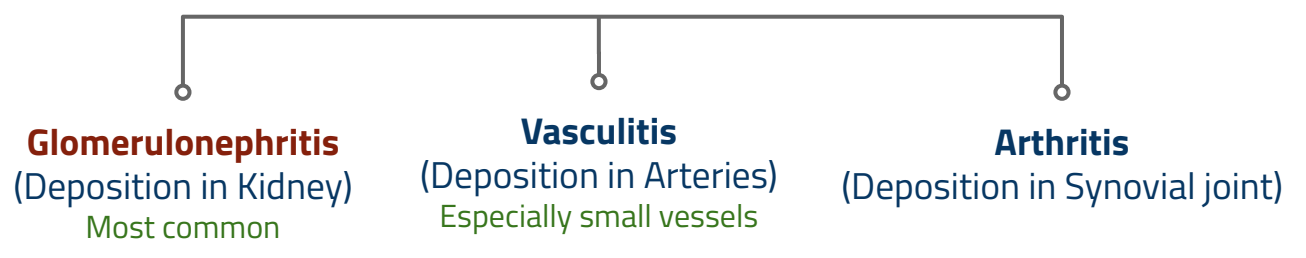 Glomerulonephritis
(Deposition in Kidney)
Most common
Vasculitis
(Deposition in Arteries)
Especially small vessels
Arthritis
(Deposition in Synovial joint)